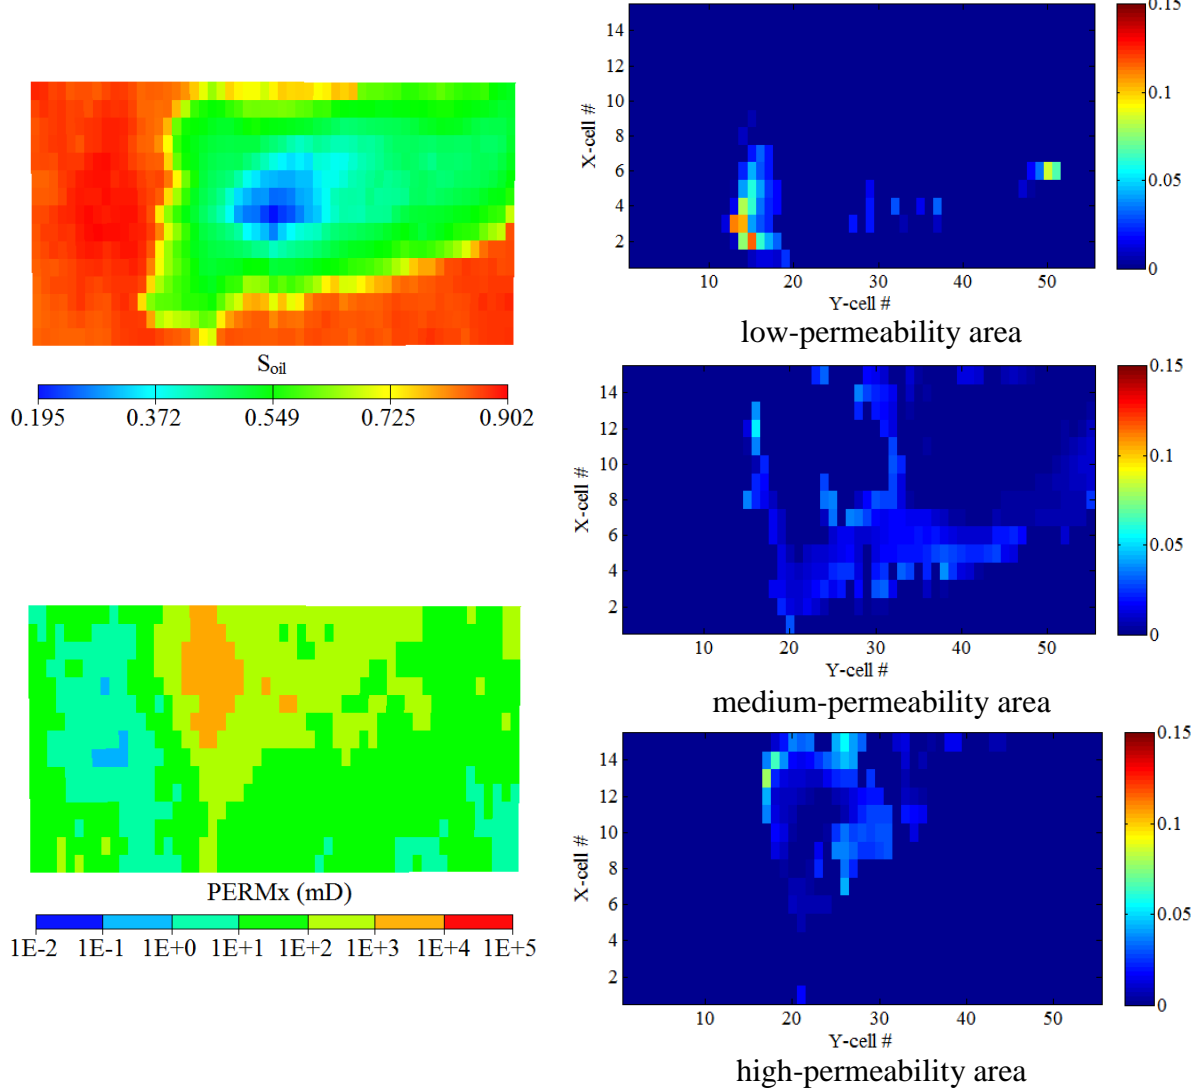 S_oil
0.195 0.372 0.549 0.725 0.902
PERMx (mD)
1E-2 1E-1 1E+0 1E+1 1E+2 1E+3 1E+4 1E+5
X-cell #
14
12
10
8
6
4
2
10 20 30 40 50
Y-cell #
0.15
0.1
0.05
0
low-permeability area
X-cell #
14
12
10
8
6
4
2
10 20 30 40 50
Y-cell #
0.15
0.1
0.05
0
medium-permeability area
X-cell #
14
12
10
8
6
4
2
10 20 30 40 50
Y-cell #
0.15
0.1
0.05
0
high-permeability area